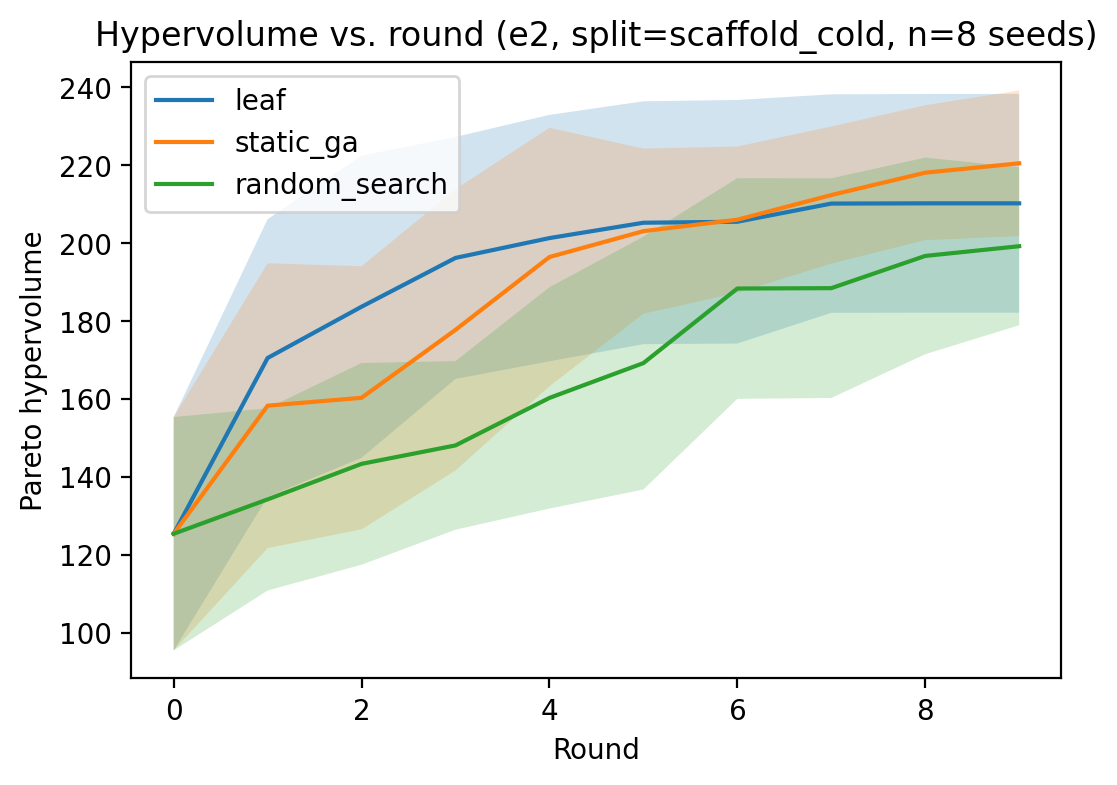 Hypervolume vs. round (e2, split=scaffold_cold, n=8 seeds)
leaf
static_ga
random_search
Pareto hypervolume
240
220
200
180
160
140
120
100
0 2 4 6 8
Round